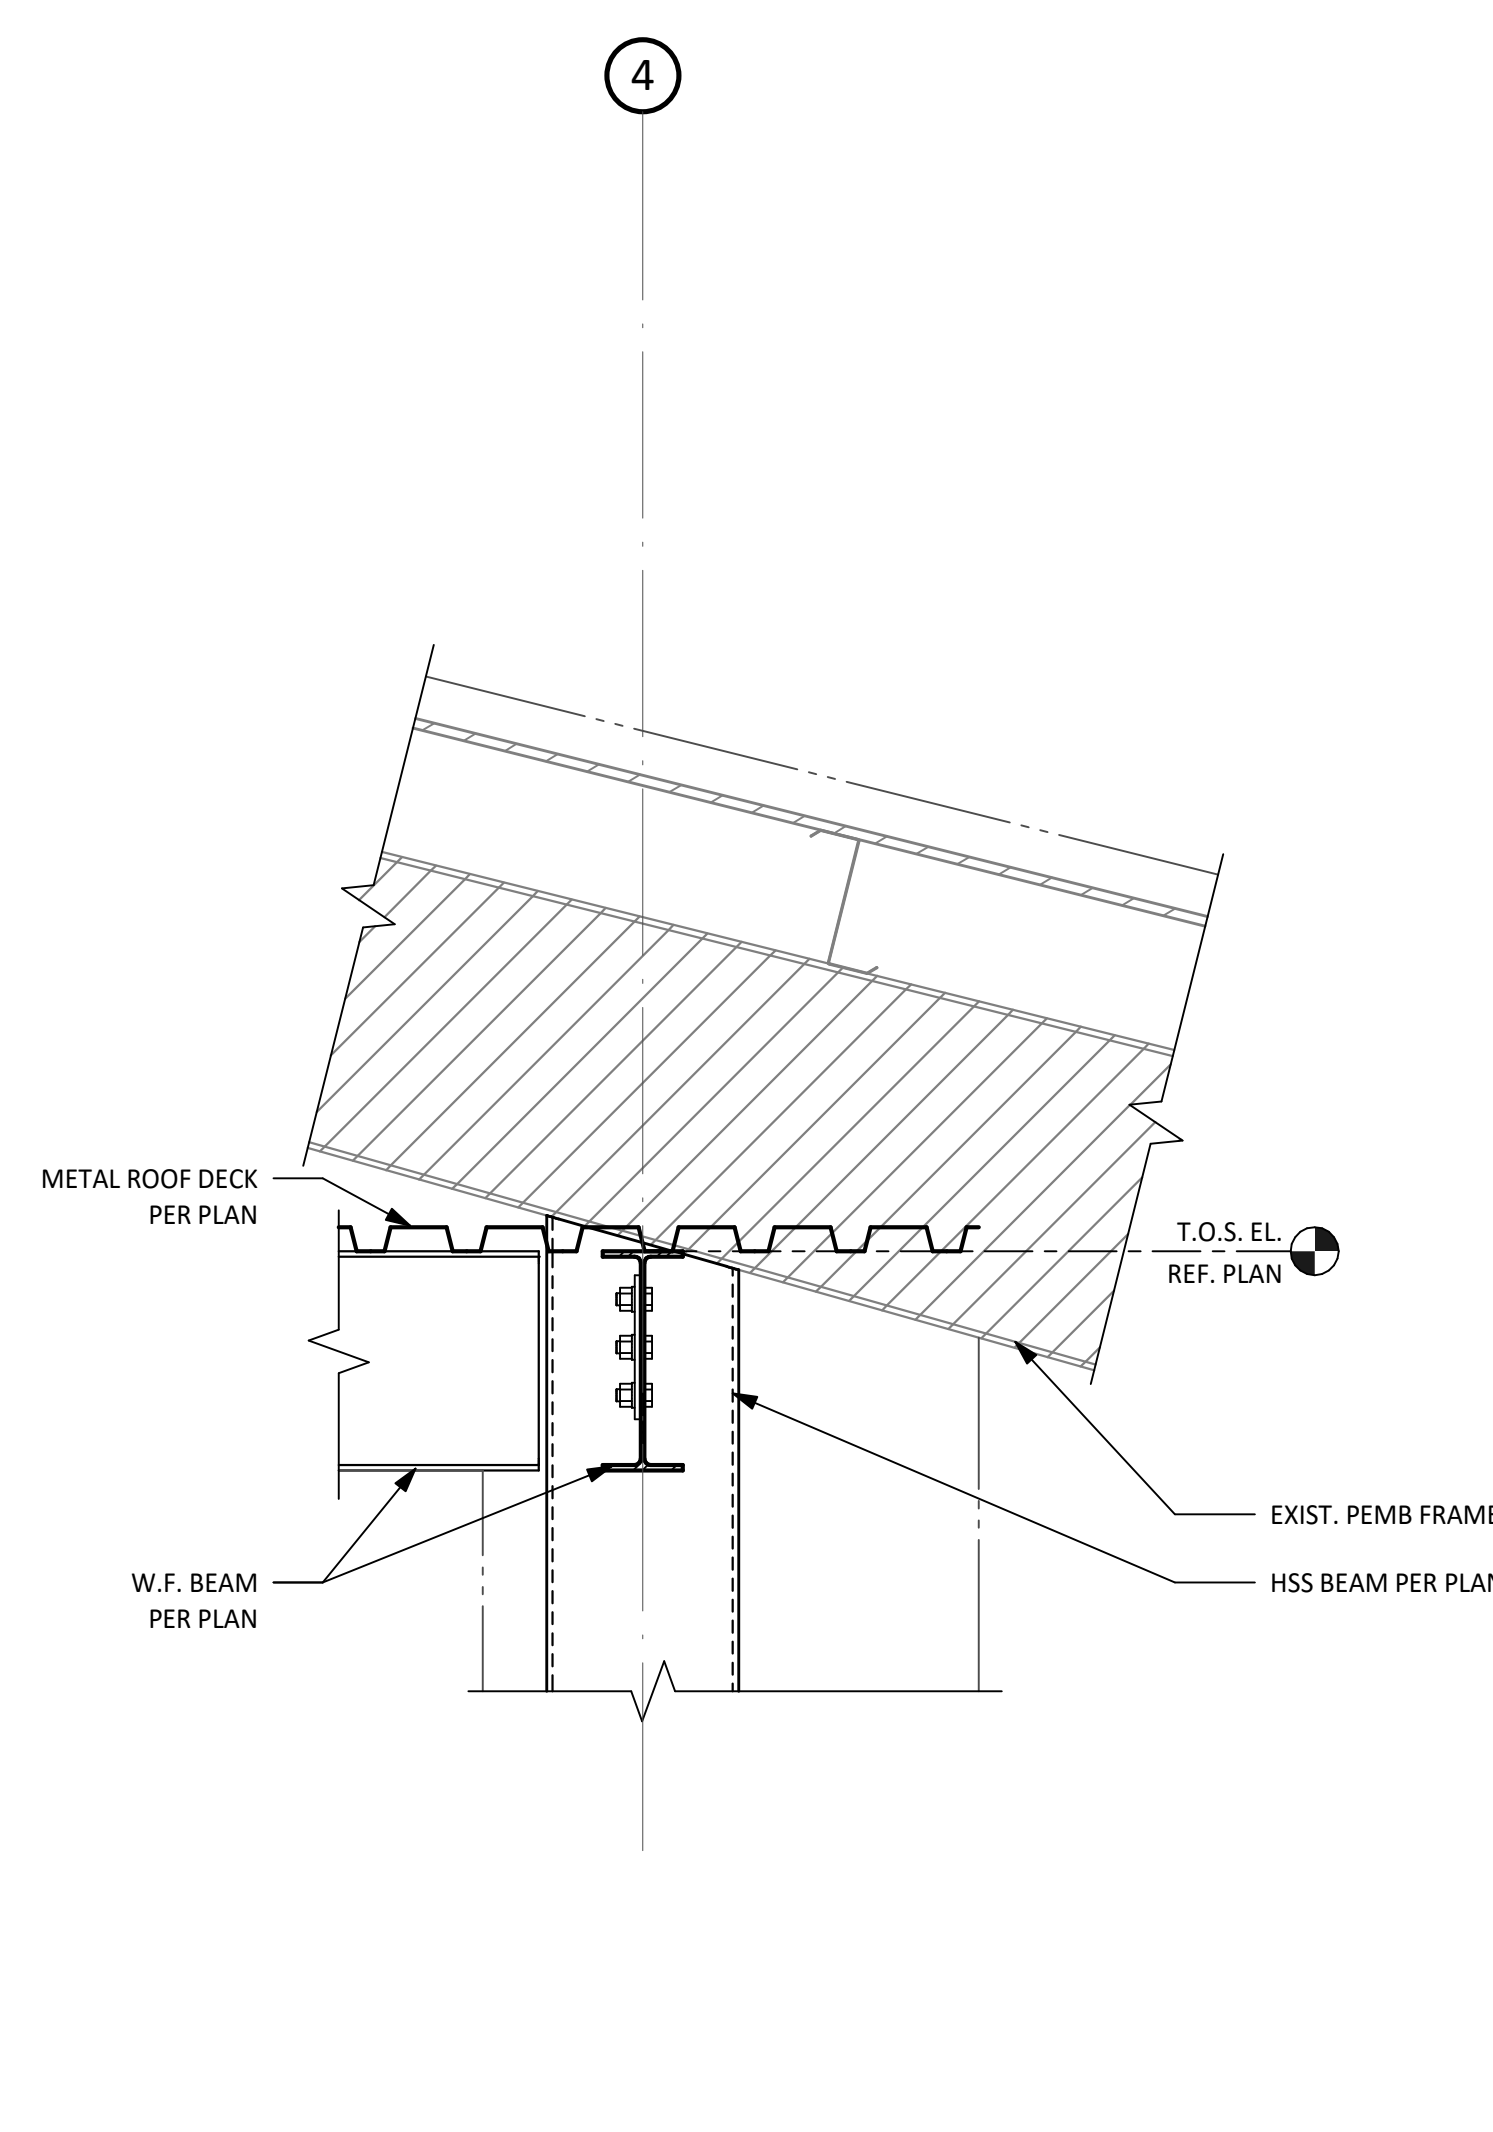 4
METAL ROOF DECK
PER PLAN
T.O.S. EL.
REF. PLAN
EXIST. PEMB FRAME
HSS BEAM PER PLAN
W.F. BEAM
PER PLAN